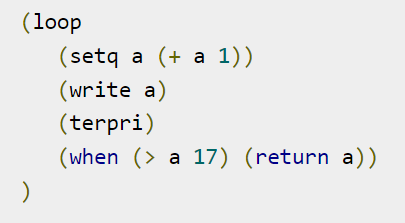 (loop
(setq a (+ a 1))
(write a)
(terpri)
(when (> a 17) (return a))
)